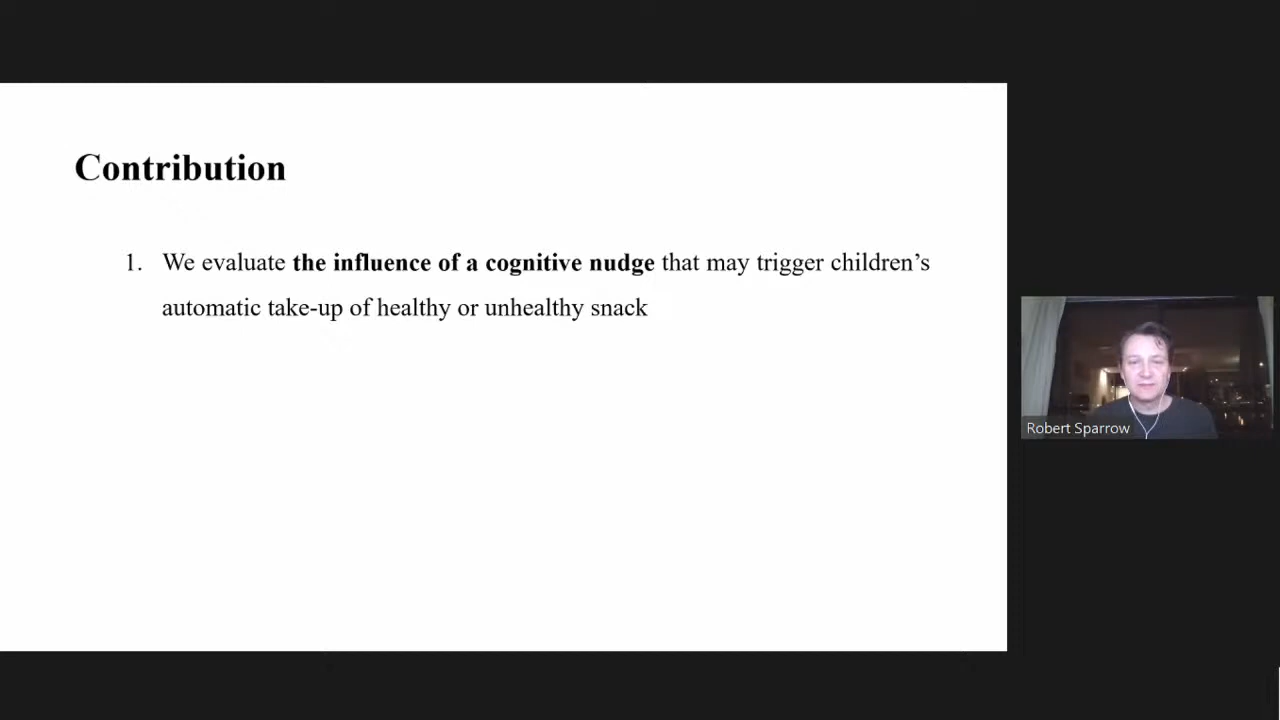 Contribution
1. We evaluate the influence of a cognitive nudge that may trigger children’s
automatic take-up of healthy or unhealthy snack
Robert Sparrow